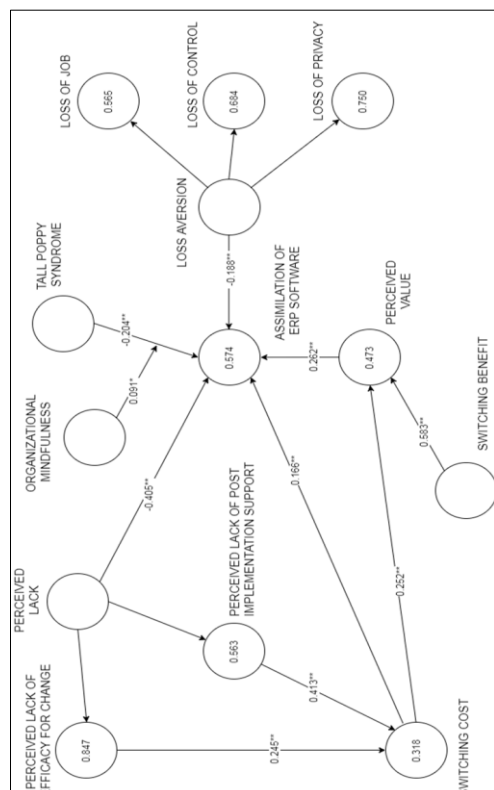 PERCEIVED LACK OF
FFICACY FOR CHANGE
0.847
PERCEIVED
LACK
ORGANIZATIONAL
MINDFULNESS
TALL POPPY
SYNDROME
LOSS OF JOB
0.565
0.091*
-0.204**
-0.405**
LOSS AVERSION
LOSS OF CONTROL
0.684
PERCEIVED LACK OF POST
IMPLEMENTATION SUPPORT
0.563
0.574
-0.188**
ASSIMILATION OF
ERP SOFTWARE
LOSS OF PRIVACY
0.750
0.245**
0.413**
0.166**
0.262**
0.473
PERCEIVED
VALUE
0.252**
0.583**
0.318
SWITCHING COST
SWITCHING BENEFIT